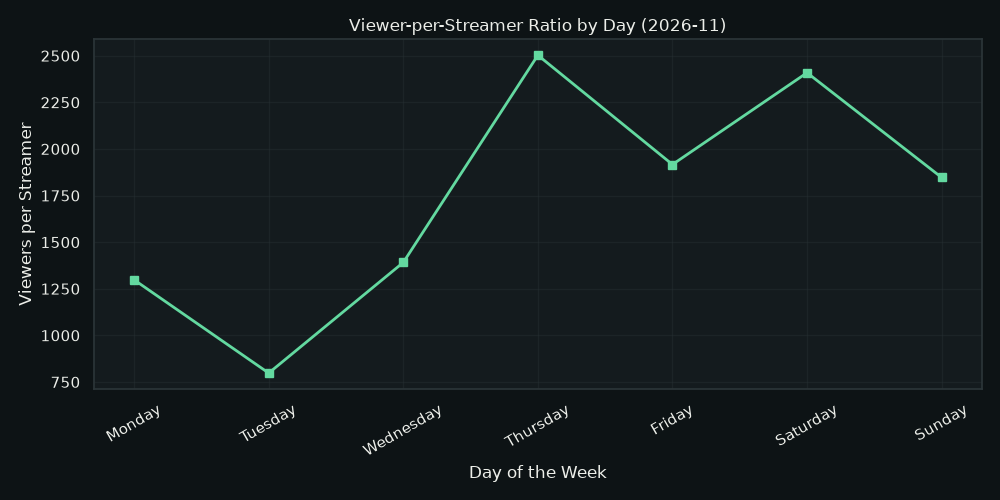 Viewer-per-Streamer Ratio by Day (2026-11)
Viewers per Streamer
2500
2250
2000
1750
1500
1250
1000
750
Monday
Tuesday
Wednesday
Thursday
Friday
Saturday
Sunday
Day of the Week